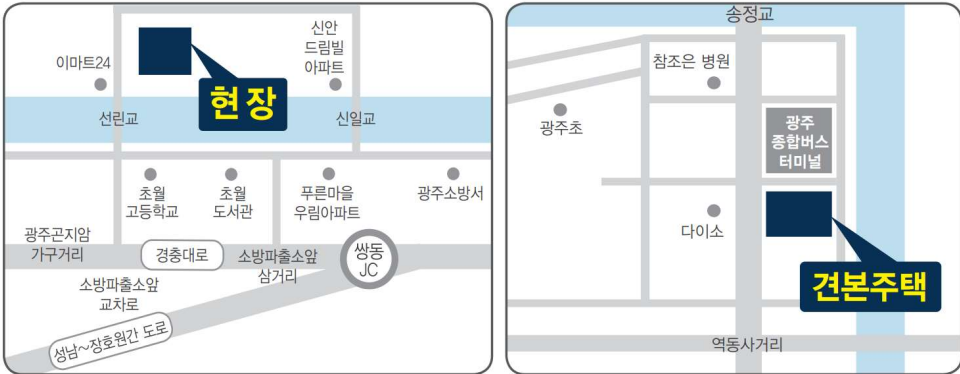 이마트24
신안
드림빌
아파트
현장
선린교
신일교
초월
고등학교
초월
도서관
푸른마을
우림아파트
광주소방서
광주곤지암
가구거리
경충대로
소방파출소앞
삼거리
쌍동
JC
소방파출소앞
교차로
성남~장호원간 도로
송정교
참조은 병원
광주초
광주
종합버스
터미널
다이소
견본주택
역동사거리